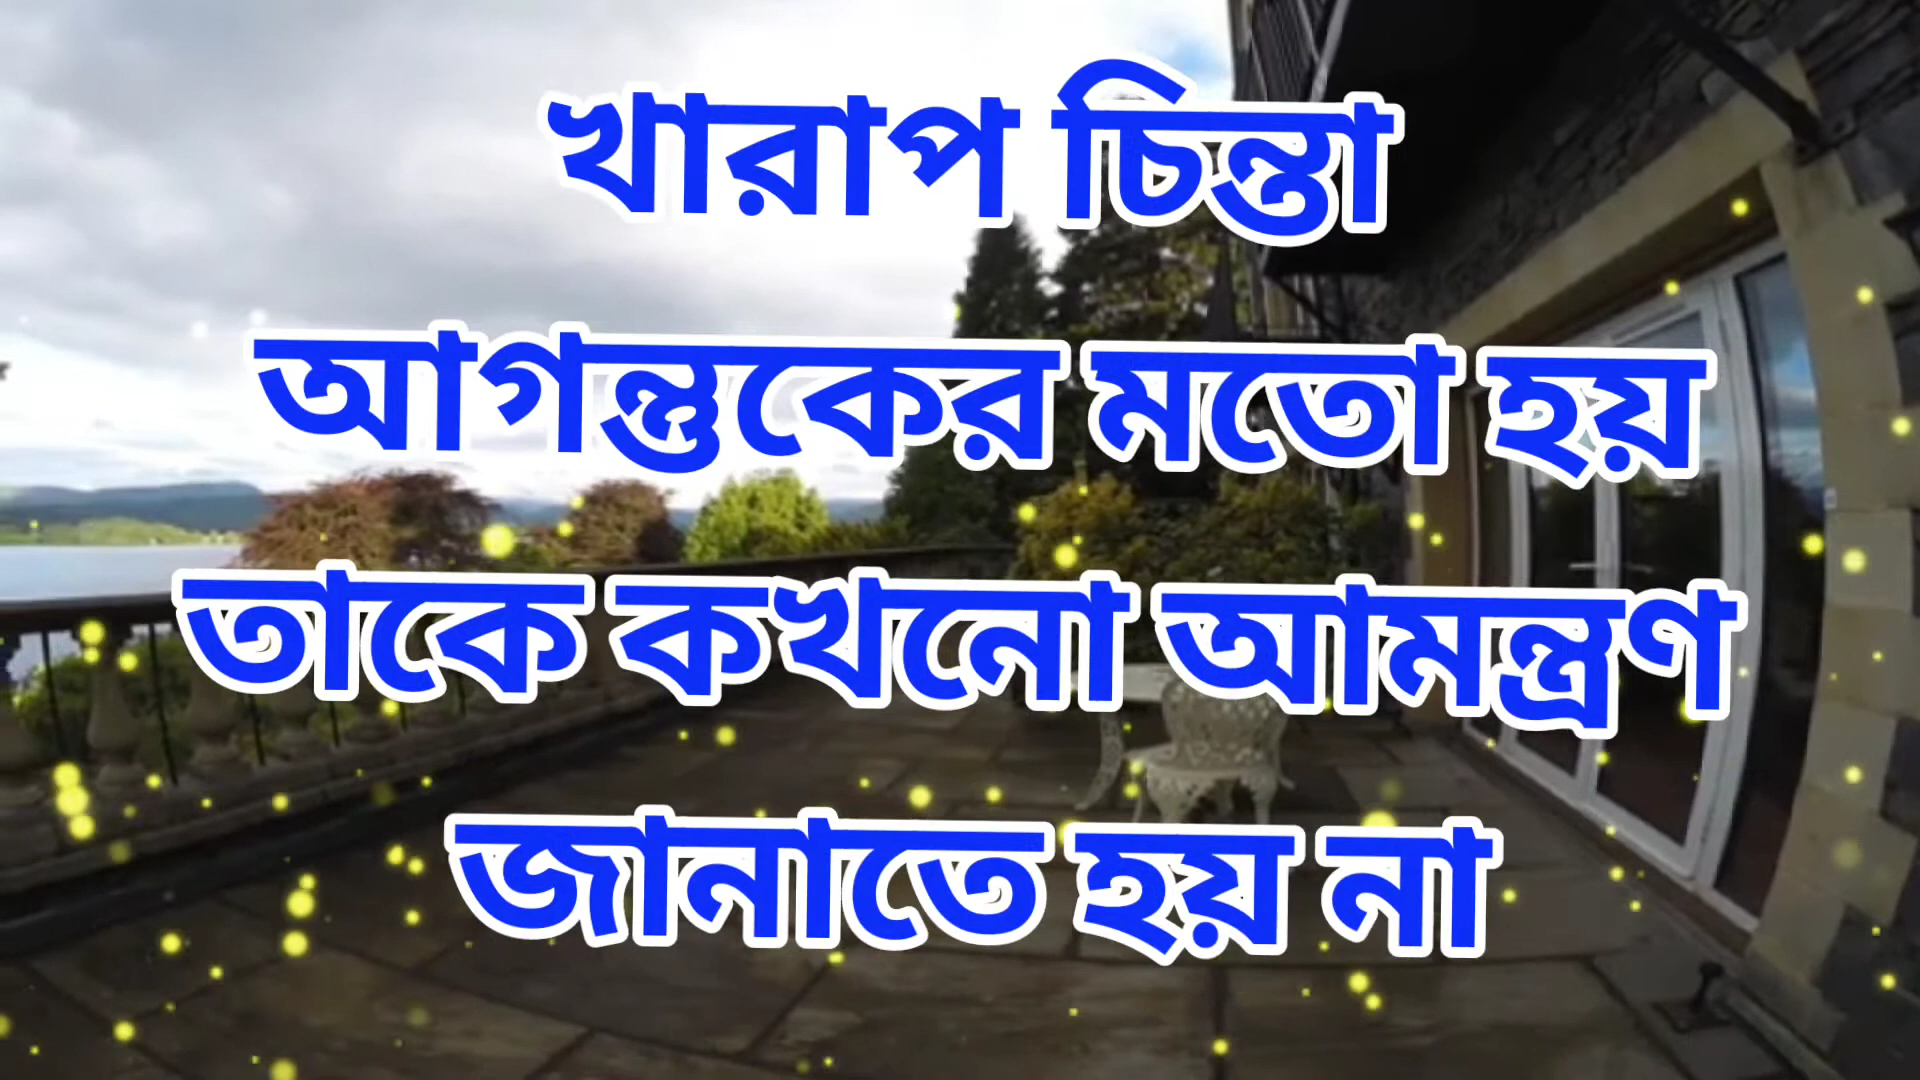 খারাপ চিন্তা
আগন্তুকের মতো হয়
তাকে কখনো আমন্ত্রণ
জানাতে হয় না